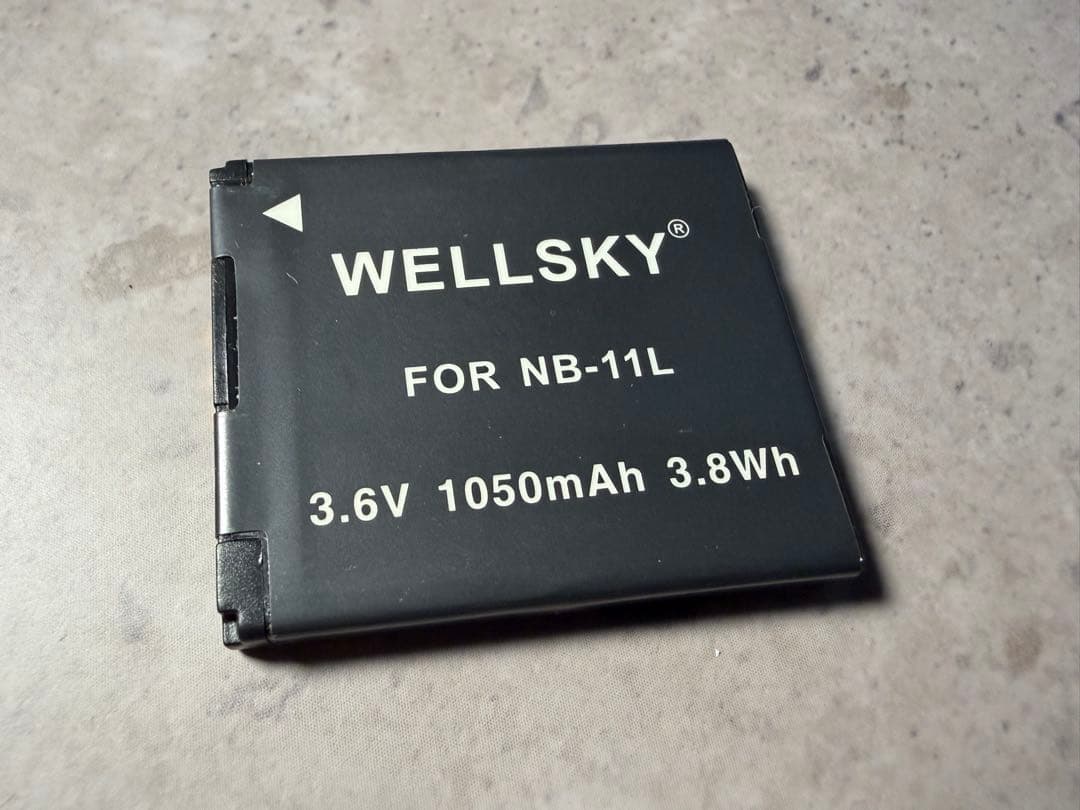 WELLSKY®
FOR NB-11L
3.6V 1050mAh 3.8Wh